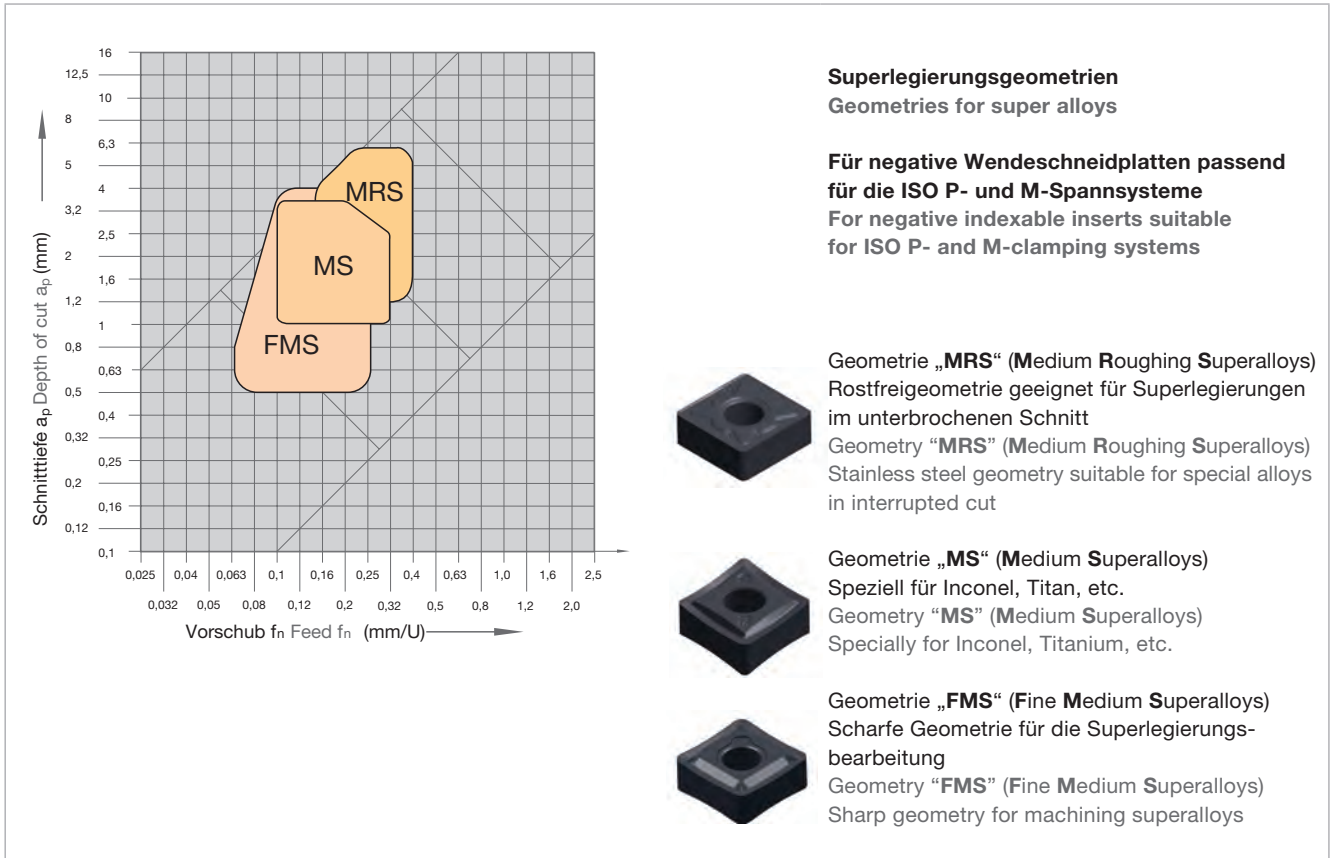 16
12,5
10
8
6,3
5
4
3,2
2,5
2
1,6
1,2
1
0,8
0,63
0,5
0,4
0,32
0,25
0,2
0,16
0,12
0,1
Schnitttiefe ap Depth of cut ap (mm)
MRS
MS
FMS
0,025 0,04 0,063 0,1 0,16 0,25 0,4 0,63 1,0 1,6 2,5
0,032 0,05 0,08 0,12 0,2 0,32 0,5 0,8 1,2 2,0
Vorschub fn Feed fn (mm/U)
Superlegierungsgeometrien
Geometries for super alloys
Für negative Wendeschneidplatten passend
für die ISO P- und M-Spannsysteme
For negative indexable inserts suitable
for ISO P- and M-clamping systems
Geometrie „MRS“ (Medium Roughing Superalloys)
Rostfreigeometrie geeignet für Superlegierungen
im unterbrochenen Schnitt
Geometry “MRS” (Medium Roughing Superalloys)
Stainless steel geometry suitable for special alloys
in interrupted cut
Geometrie „MS“ (Medium Superalloys)
Speziell für Inconel, Titan, etc.
Geometry “MS” (Medium Superalloys)
Specially for Inconel, Titanium, etc.
Geometrie „FMS“ (Fine Medium Superalloys)
Scharfe Geometrie für die Superlegierungs-
bearbeitung
Geometry “FMS” (Fine Medium Superalloys)
Sharp geometry for machining superalloys